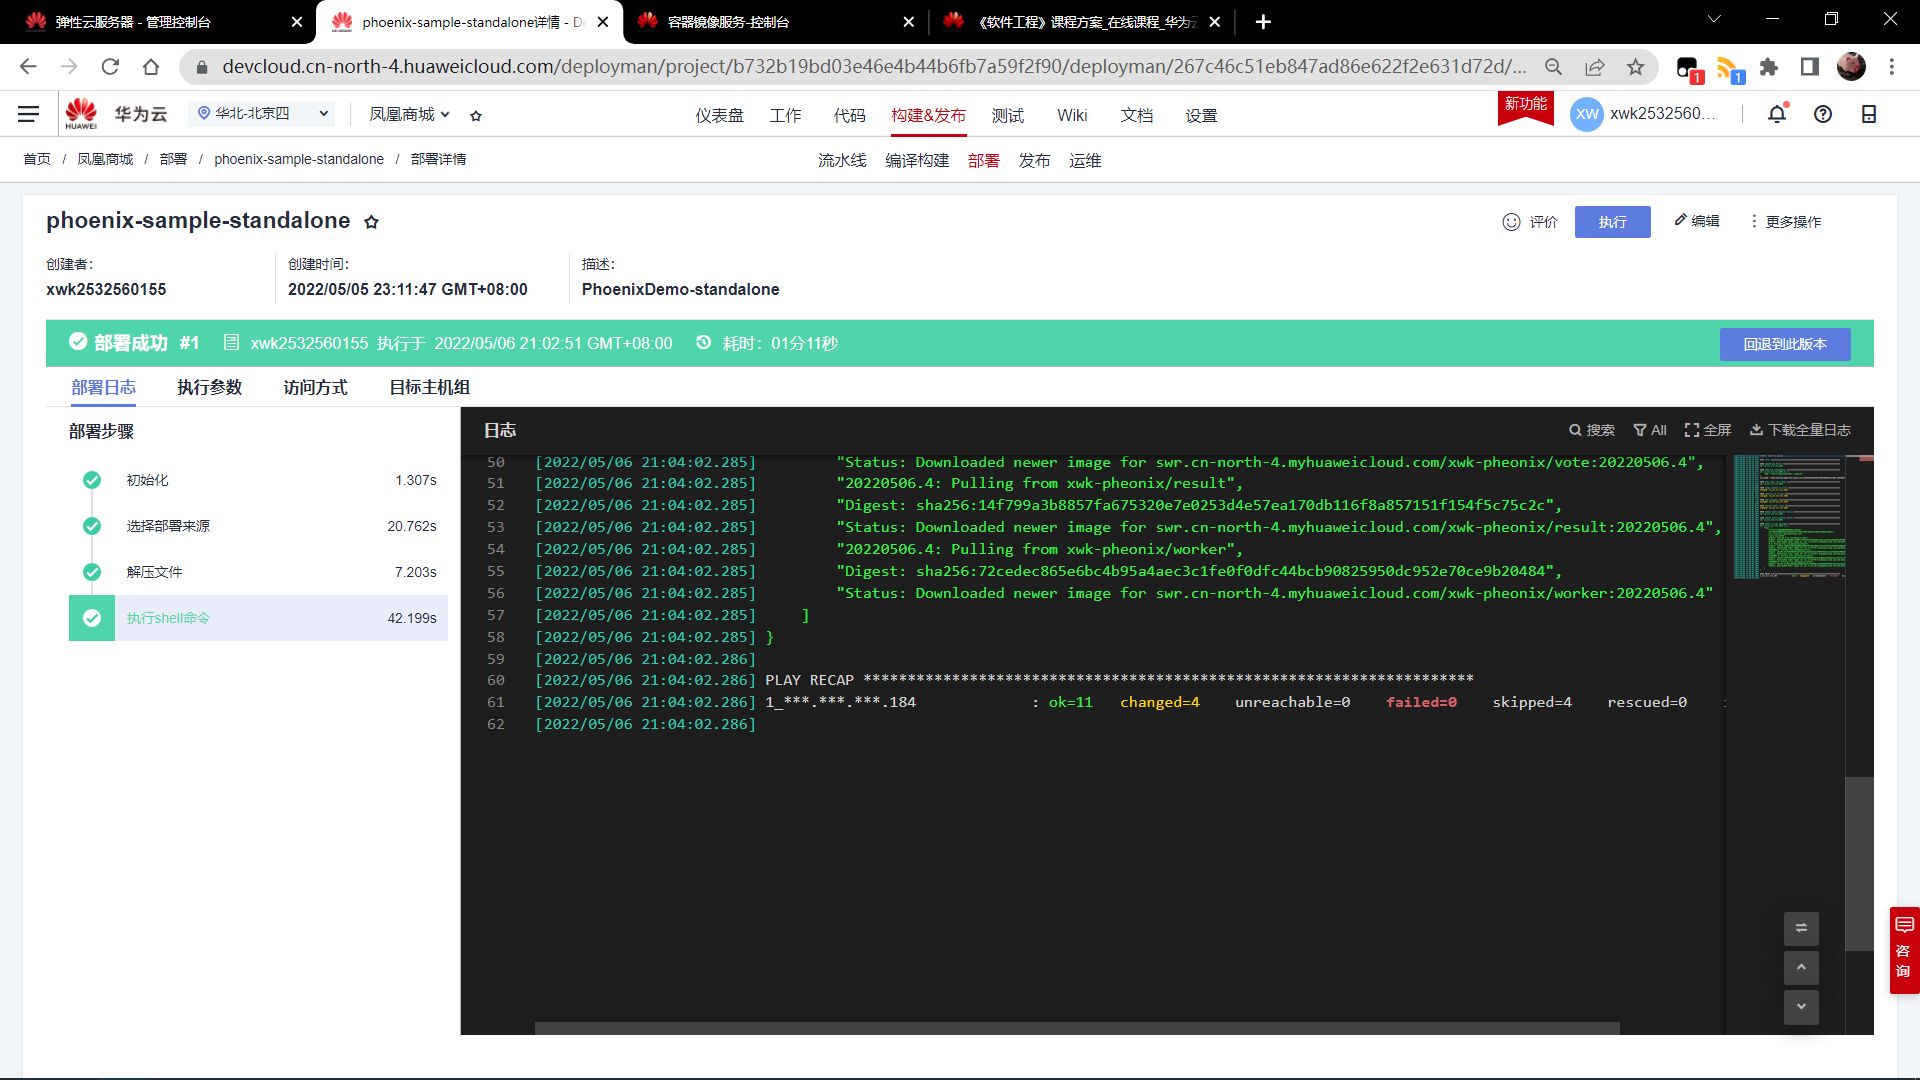 弹性云服务器 - 管理控制台
phoenix-sample-standalone详情 - De
容器镜像服务-控制台
《软件工程》课程方案_在线课程_华为云
devcloud.cn-north-4.huaweicloud.com/deployman/project/b732b19bd03e46e4b44b6fb7a59f2f90/deployman/267c46c51eb847ad86e622f2e631d72d/...
1
1
HUAWEI
华为云
华北-北京四
凤凰商城
仪表盘
工作
代码
构建&发布
测试
Wiki
文档
设置
新功能
XW
xwk2532560...
首页 / 凤凰商城 / 部署 / phoenix-sample-standalone / 部署详情
流水线
编译构建
部署
发布
运维
phoenix-sample-standalone
评价
执行
编辑
更多操作
创建者:
xwk2532560155
创建时间:
2022/05/05 23:11:47 GMT+08:00
描述:
PhoenixDemo-standalone
部署成功 #1 xwk2532560155 执行于 2022/05/06 21:02:51 GMT+08:00 耗时：01分11秒
回退到此版本
部署日志
执行参数
访问方式
目标主机组
部署步骤
初始化 1.307s
选择部署来源 20.762s
解压文件 7.203s
执行shell命令 42.199s
日志
搜索
All
全屏
下载全量日志
50 [2022/05/06 21:04:02.285] "Status: Downloaded newer image for swr.cn-north-4.myhuaweicloud.com/xwk-pheonix/vote:20220506.4",
51 [2022/05/06 21:04:02.285] "20220506.4: Pulling from xwk-pheonix/result",
52 [2022/05/06 21:04:02.285] "Digest: sha256:14f799a3b8857fa675320e7e0253d4e57ea170db116f8a857151f154f5c75c2c",
53 [2022/05/06 21:04:02.285] "Status: Downloaded newer image for swr.cn-north-4.myhuaweicloud.com/xwk-pheonix/result:20220506.4",
54 [2022/05/06 21:04:02.285] "20220506.4: Pulling from xwk-pheonix/worker",
55 [2022/05/06 21:04:02.285] "Digest: sha256:72cedec865e6bc4b95a4aec3c1fe0f0dfc44bcb90825950dc952e70ce9b20484",
56 [2022/05/06 21:04:02.285] "Status: Downloaded newer image for swr.cn-north-4.myhuaweicloud.com/xwk-pheonix/worker:20220506.4"
57 [2022/05/06 21:04:02.285] ]
58 [2022/05/06 21:04:02.285] }
59 [2022/05/06 21:04:02.286]
60 [2022/05/06 21:04:02.286] PLAY RECAP *********************************************************************
61 [2022/05/06 21:04:02.286] 1_***.***.***.184 : ok=11 changed=4 unreachable=0 failed=0 skipped=4 rescued=0
62 [2022/05/06 21:04:02.286]
咨询